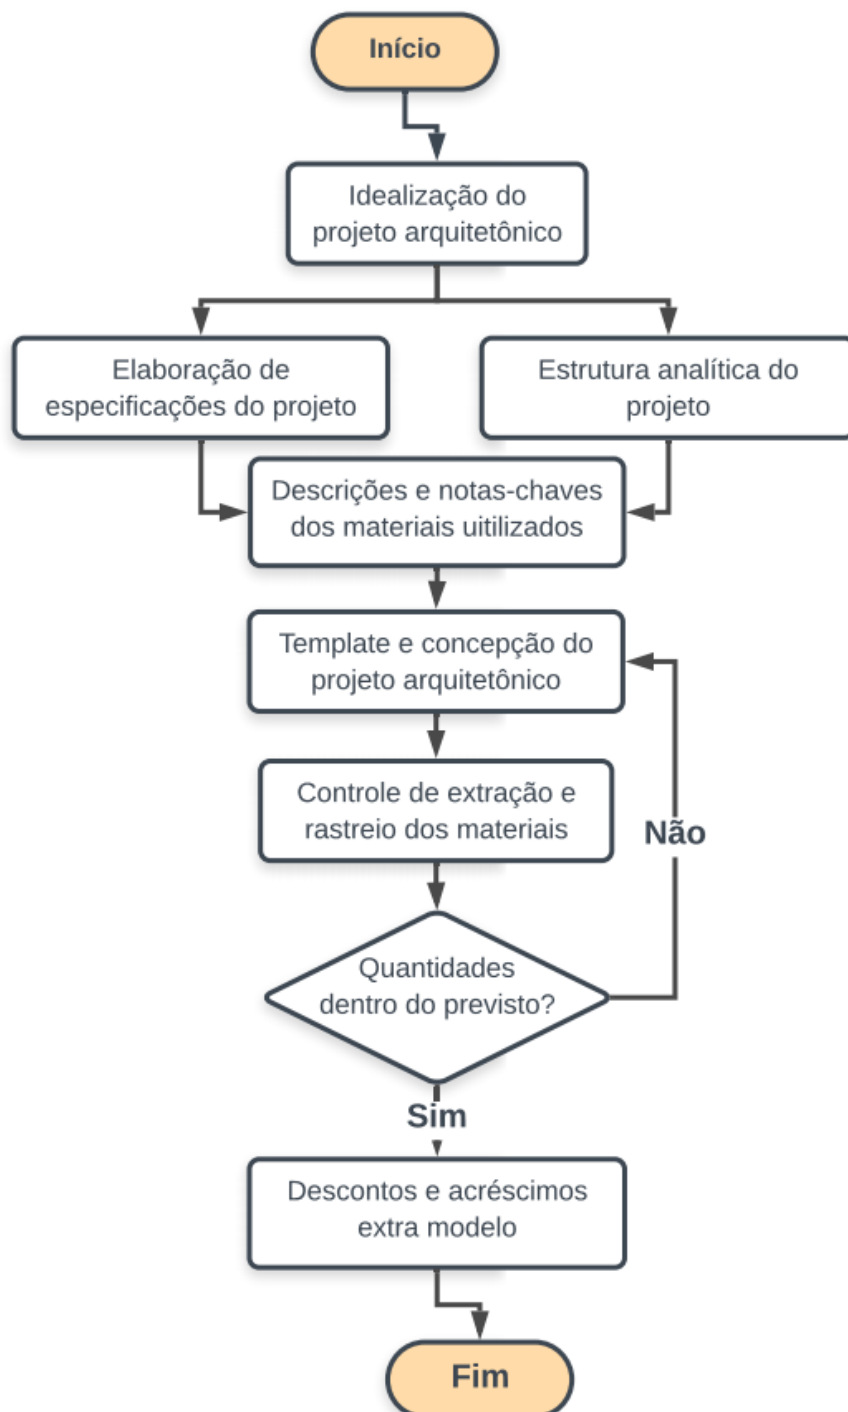 Início
Idealização do
projeto arquitetônico
Elaboração de
especificações do projeto
Estrutura analítica do
projeto
Descrições e notas-chaves
dos materiais uitilizados
Template e concepção do
projeto arquitetônico
Controle de extração e
rastreio dos materiais
Não
Quantidades
dentro do previsto?
Sim
Descontos e acréscimos
extra modelo
Fim